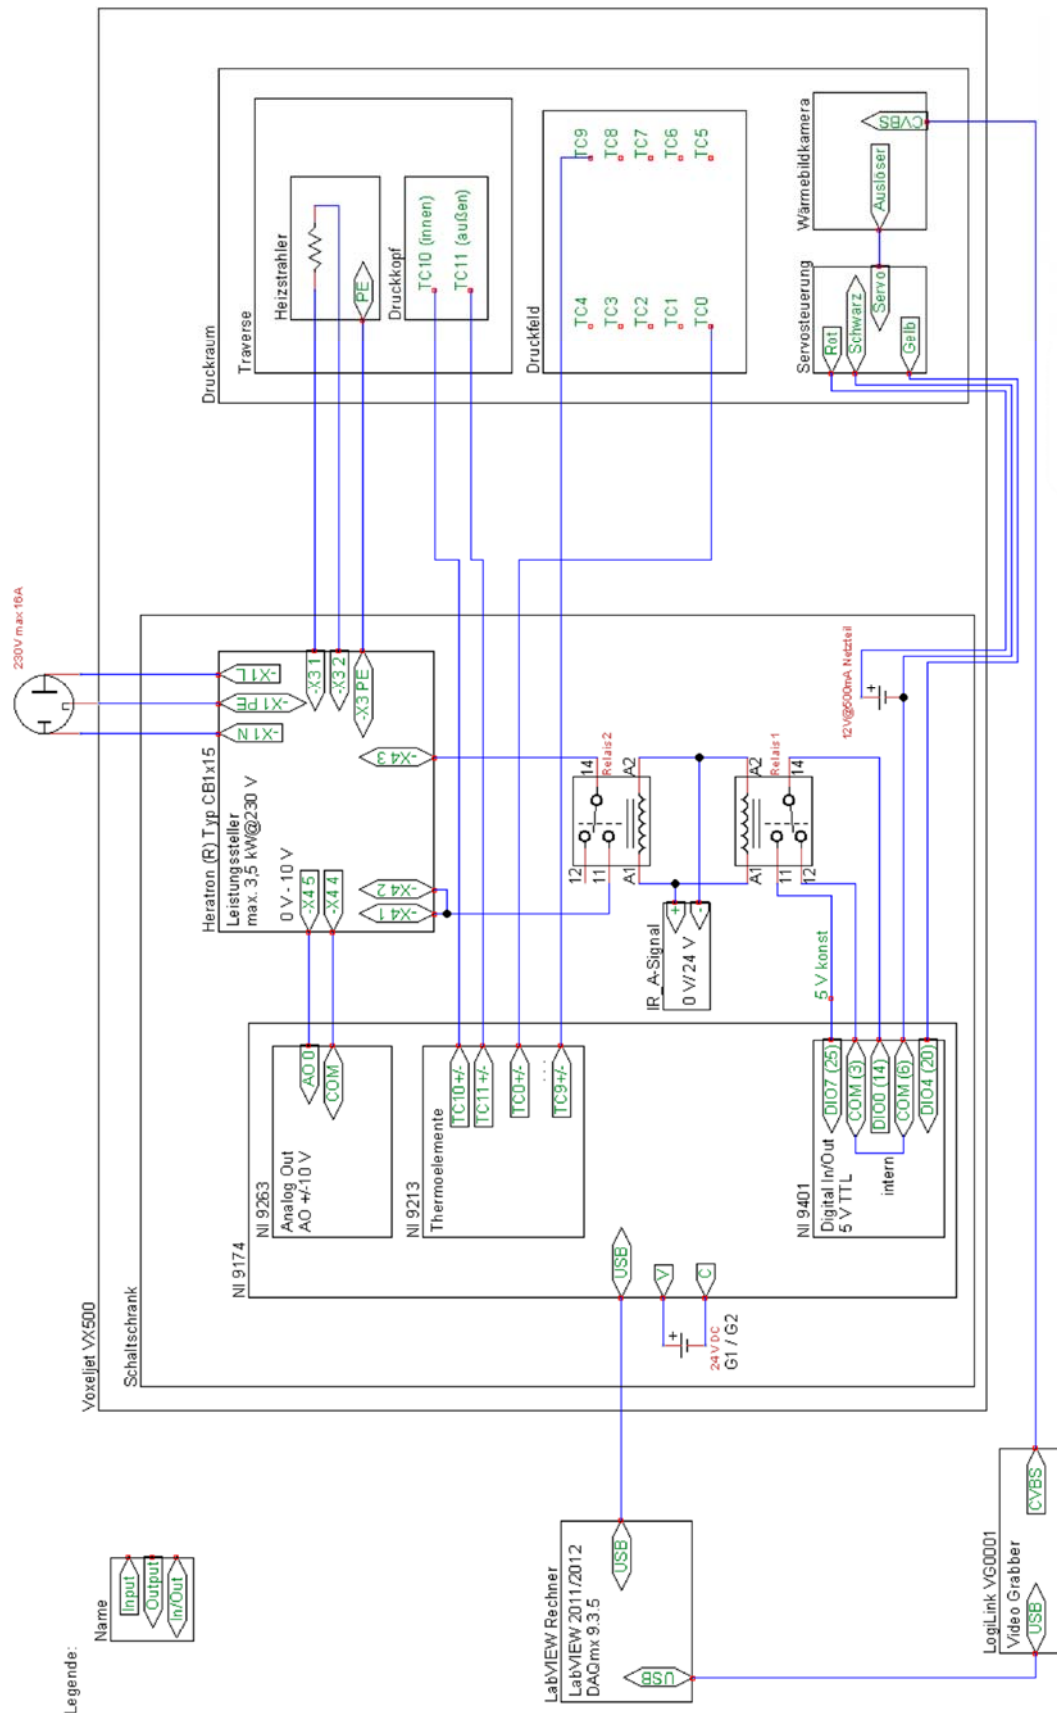 Legende:
Name
Input
Output
In/Out
Voxeljet VX500
Schaltschrank
230V max 16A
Heratron (R) Typ CB1x15
Leistungssteller
max. 3,5 kW@230 V
0 V - 10 V
-X1 N
-X1 PE
-X1 L
-X3 1
-X3 2
-X3 PE
-X4 3
-X4 5
-X4 4
-X4 2
-X4 1
Druckraum
Traverse
Heizstrahler
PE
Druckkopf
TC10 (innen)
TC11 (außen)
Druckfeld
TC4
TC3
TC2
TC1
TC0
TC9
TC8
TC7
TC6
TC5
Servosteuerung
Rot
Schwarz
Servo
Gelb
Wärmebildkamera
Auslöser
CVBS
NI 9174
NI 9263
Analog Out
AO +/-10 V
AO 0
COM
NI 9213
Thermoelemente
TC10+/-
TC11+/-
TC0+/-
...
TC9+/-
NI 9401
Digital In/Out
5 V TTL
intern
DIO7 (25)
COM (3)
DIO0 (14)
COM (6)
DIO4 (20)
5 V konst
USB
V
C
+
24V DC
G1 / G2
IR_A-Signal
0 V/24 V
+
-
Relais2
14
A2
12
11
A1
Relais1
A2
14
A1
11
12
12V@500mA Netzteil
+
LabVIEW Rechner
LabVIEW 2011/2012
DAQmx 9.3.5
USB
USB
LogiLink VG0001
Video Grabber
USB
CVBS